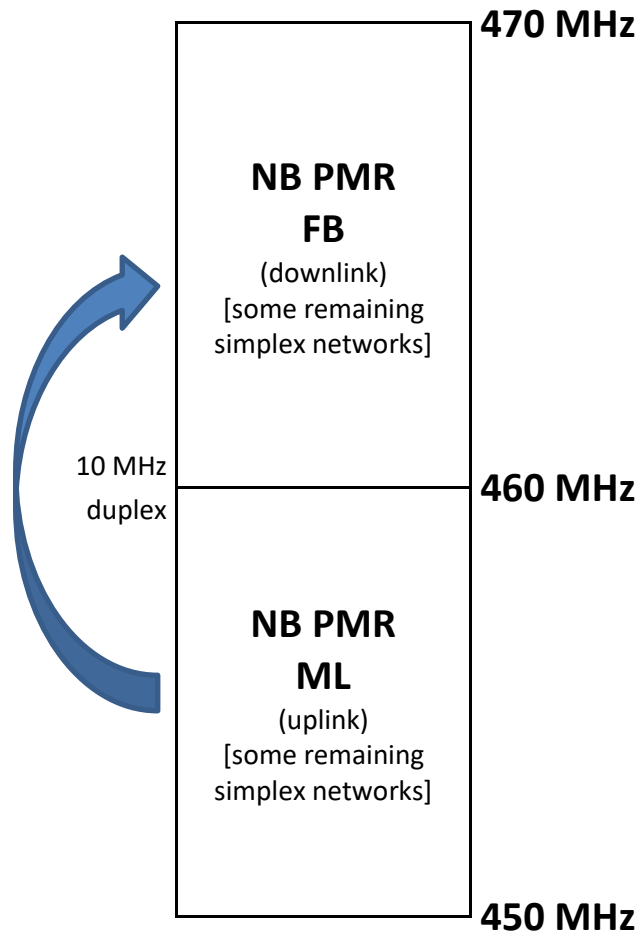 470 MHz
NB PMR
FB
(downlink)
[some remaining
simplex networks]
10 MHz
duplex
460 MHz
NB PMR
ML
(uplink)
[some remaining
simplex networks]
450 MHz